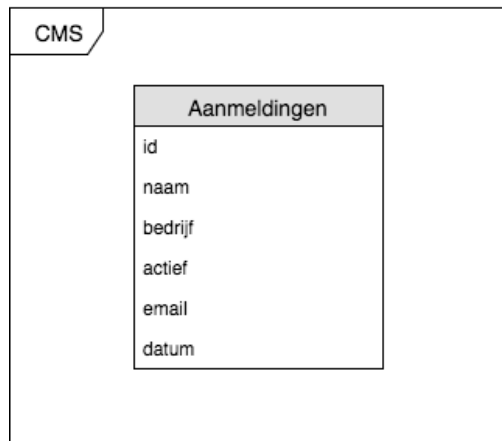 CMS
Aanmeldingen
id
naam
bedrijf
actief
email
datum